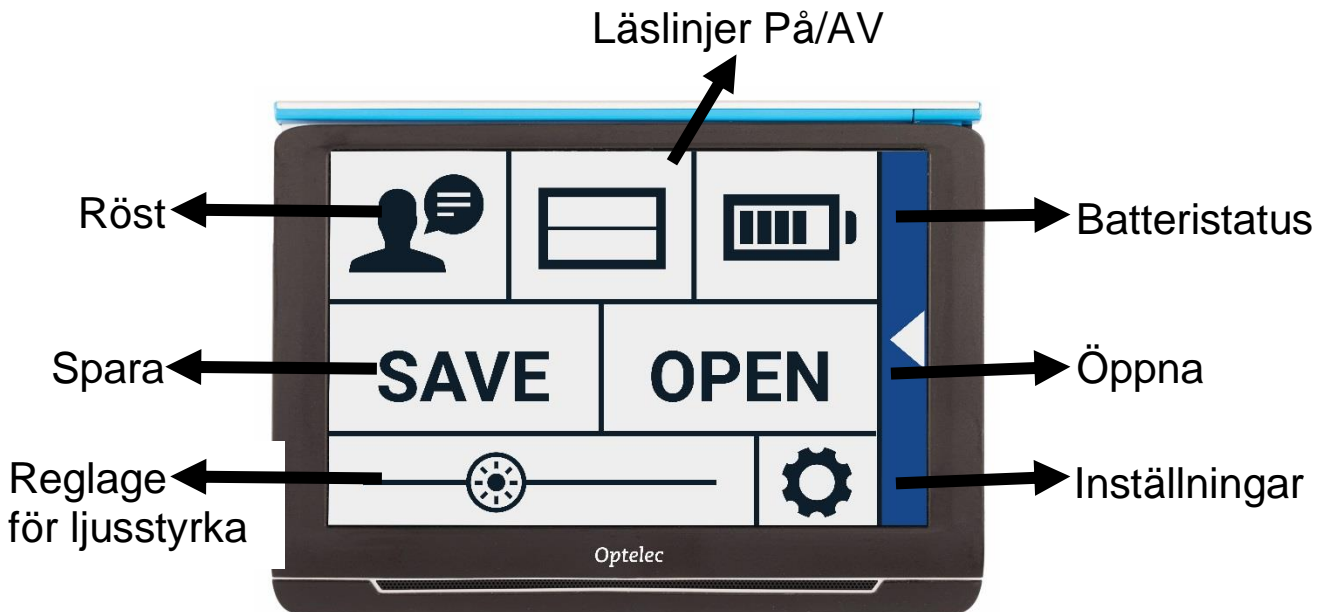 Läslinjer På/AV
Röst
Batteristatus
SAVE
OPEN
Spara
Öppna
Reglage
för ljusstyrka
Inställningar
Optelec